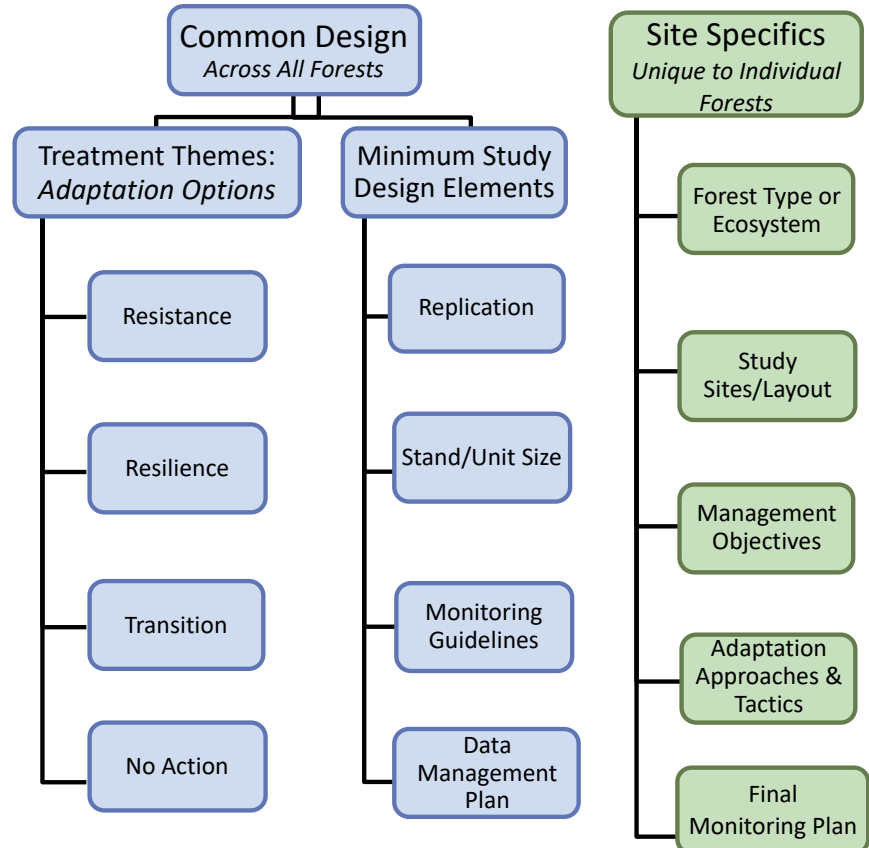 Common Design
Across All Forests
Treatment Themes:
Adaptation Options
Resistance
Resilience
Transition
No Action
Minimum Study
Design Elements
Replication
Stand/Unit Size
Monitoring
Guidelines
Data
Management
Plan
Site Specifics
Unique to Individual
Forests
Forest Type or
Ecosystem
Study
Sites/Layout
Management
Objectives
Adaptation
Approaches &
Tactics
Final
Monitoring Plan